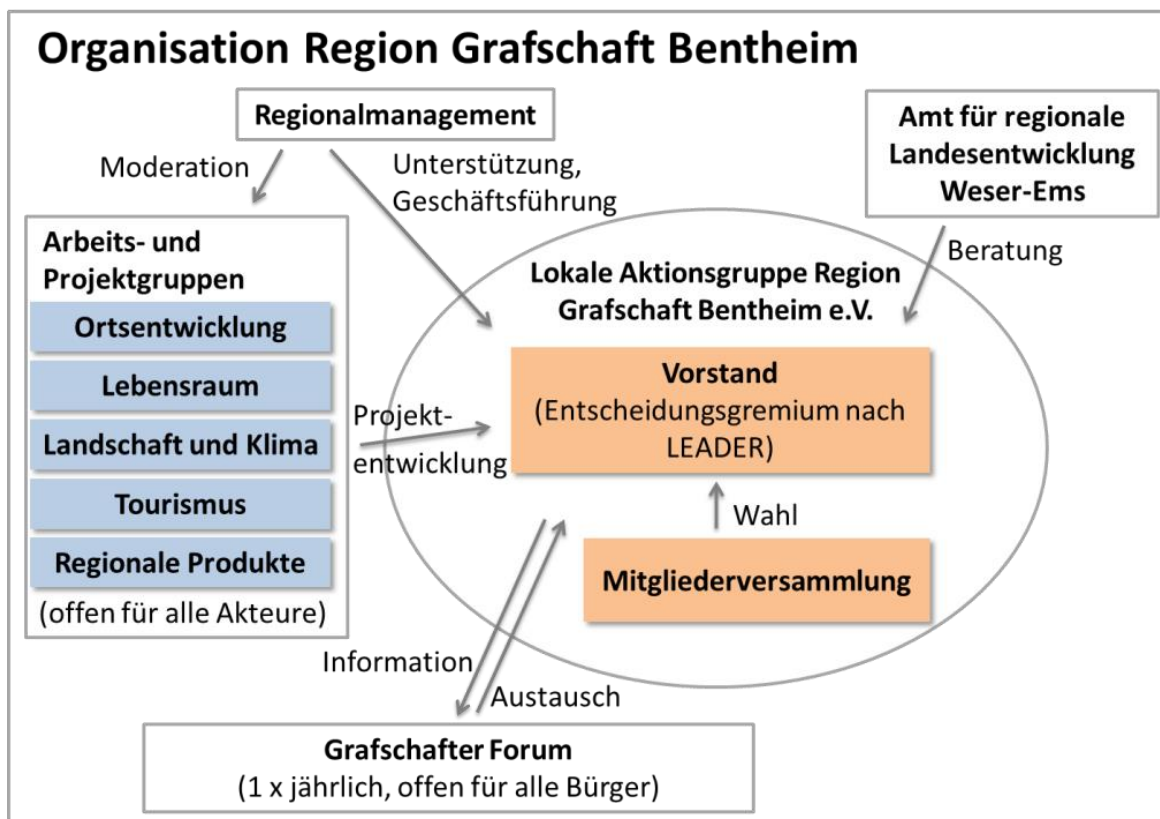 Organisation Region Grafschaft Bentheim
Regionalmanagement
Amt für regionale
Landesentwicklung
Weser-Ems
Moderation
Unterstützung,
Geschäftsführung
Beratung
Arbeits- und
Projektgruppen
Ortsentwicklung
Lebensraum
Landschaft und Klima
Tourismus
Regionale Produkte
(offen für alle Akteure)
Projekt-
entwicklung
Lokale Aktionsgruppe Region
Grafschaft Bentheim e.V.
Vorstand
(Entscheidungsgremium nach
LEADER)
Wahl
Mitgliederversammlung
Information
Austausch
Grafschafter Forum
(1 x jährlich, offen für alle Bürger)